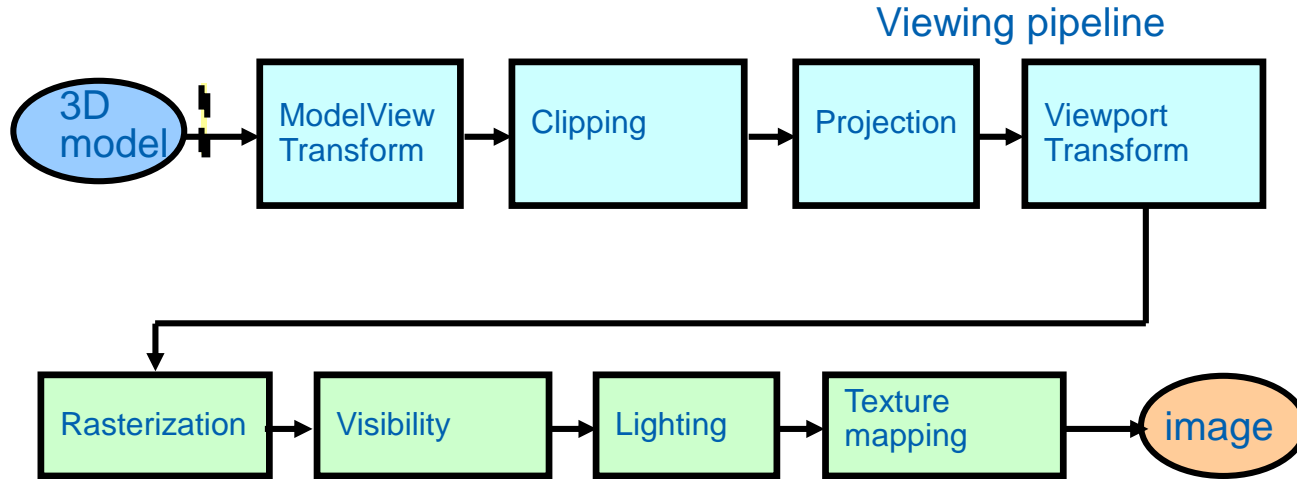 Viewing pipeline
3D
model
ModelView
Transform
Clipping
Projection
Viewport
Transform
Rasterization
Visibility
Lighting
Texture
mapping
image